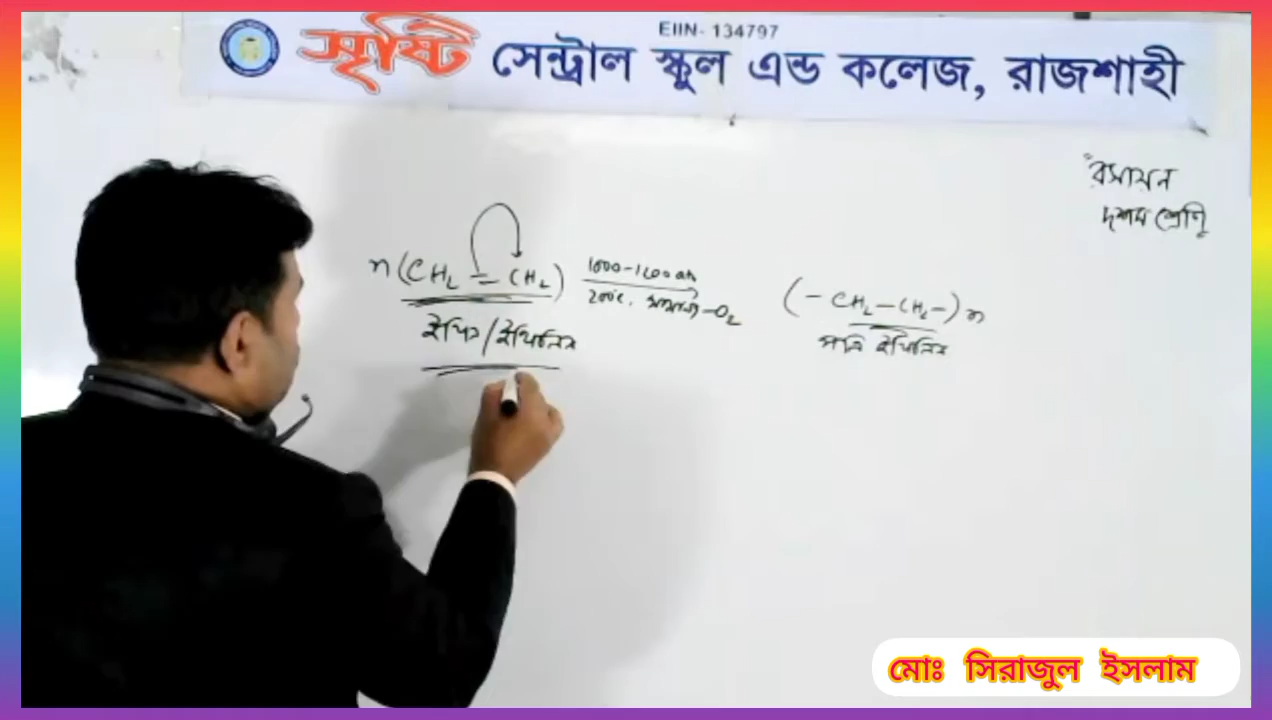 EIIN- 134797
সৃষ্টি সেন্ট্রাল স্কুল এন্ড কলেজ, রাজশাহী
রসায়ন
দশম শ্রেণি
n(CH₂ = CH₂) 1000-1200 atm (-CH₂-CH₂-)n
200°c, O₂
ইথিন/ইথিলিন পলি ইথিলিন
মোঃ সিরাজুল ইসলাম